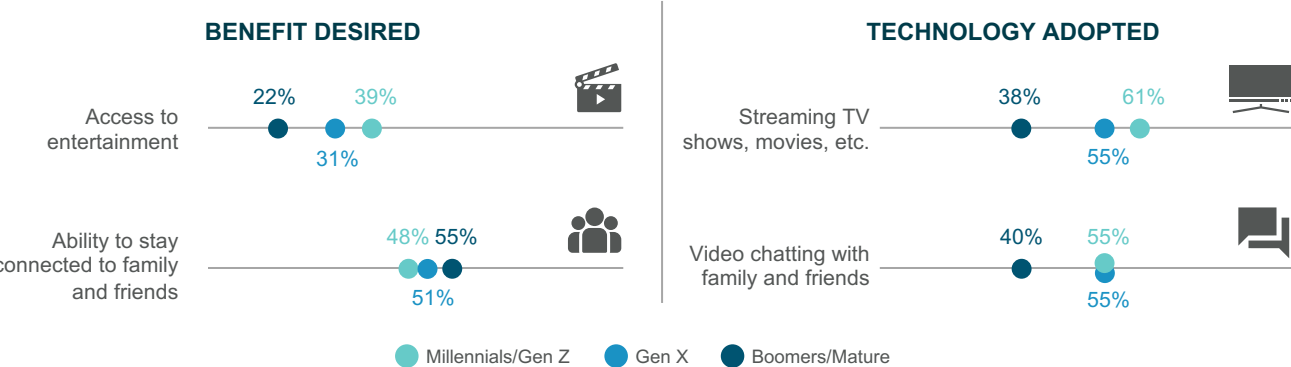 BENEFIT DESIRED
Access to
entertainment
22%
39%
31%
Ability to stay
connected to family
and friends
48%
55%
51%
TECHNOLOGY ADOPTED
Streaming TV
shows, movies, etc.
38%
61%
55%
Video chatting with
family and friends
40%
55%
55%
Millennials/Gen Z
Gen X
Boomers/Mature